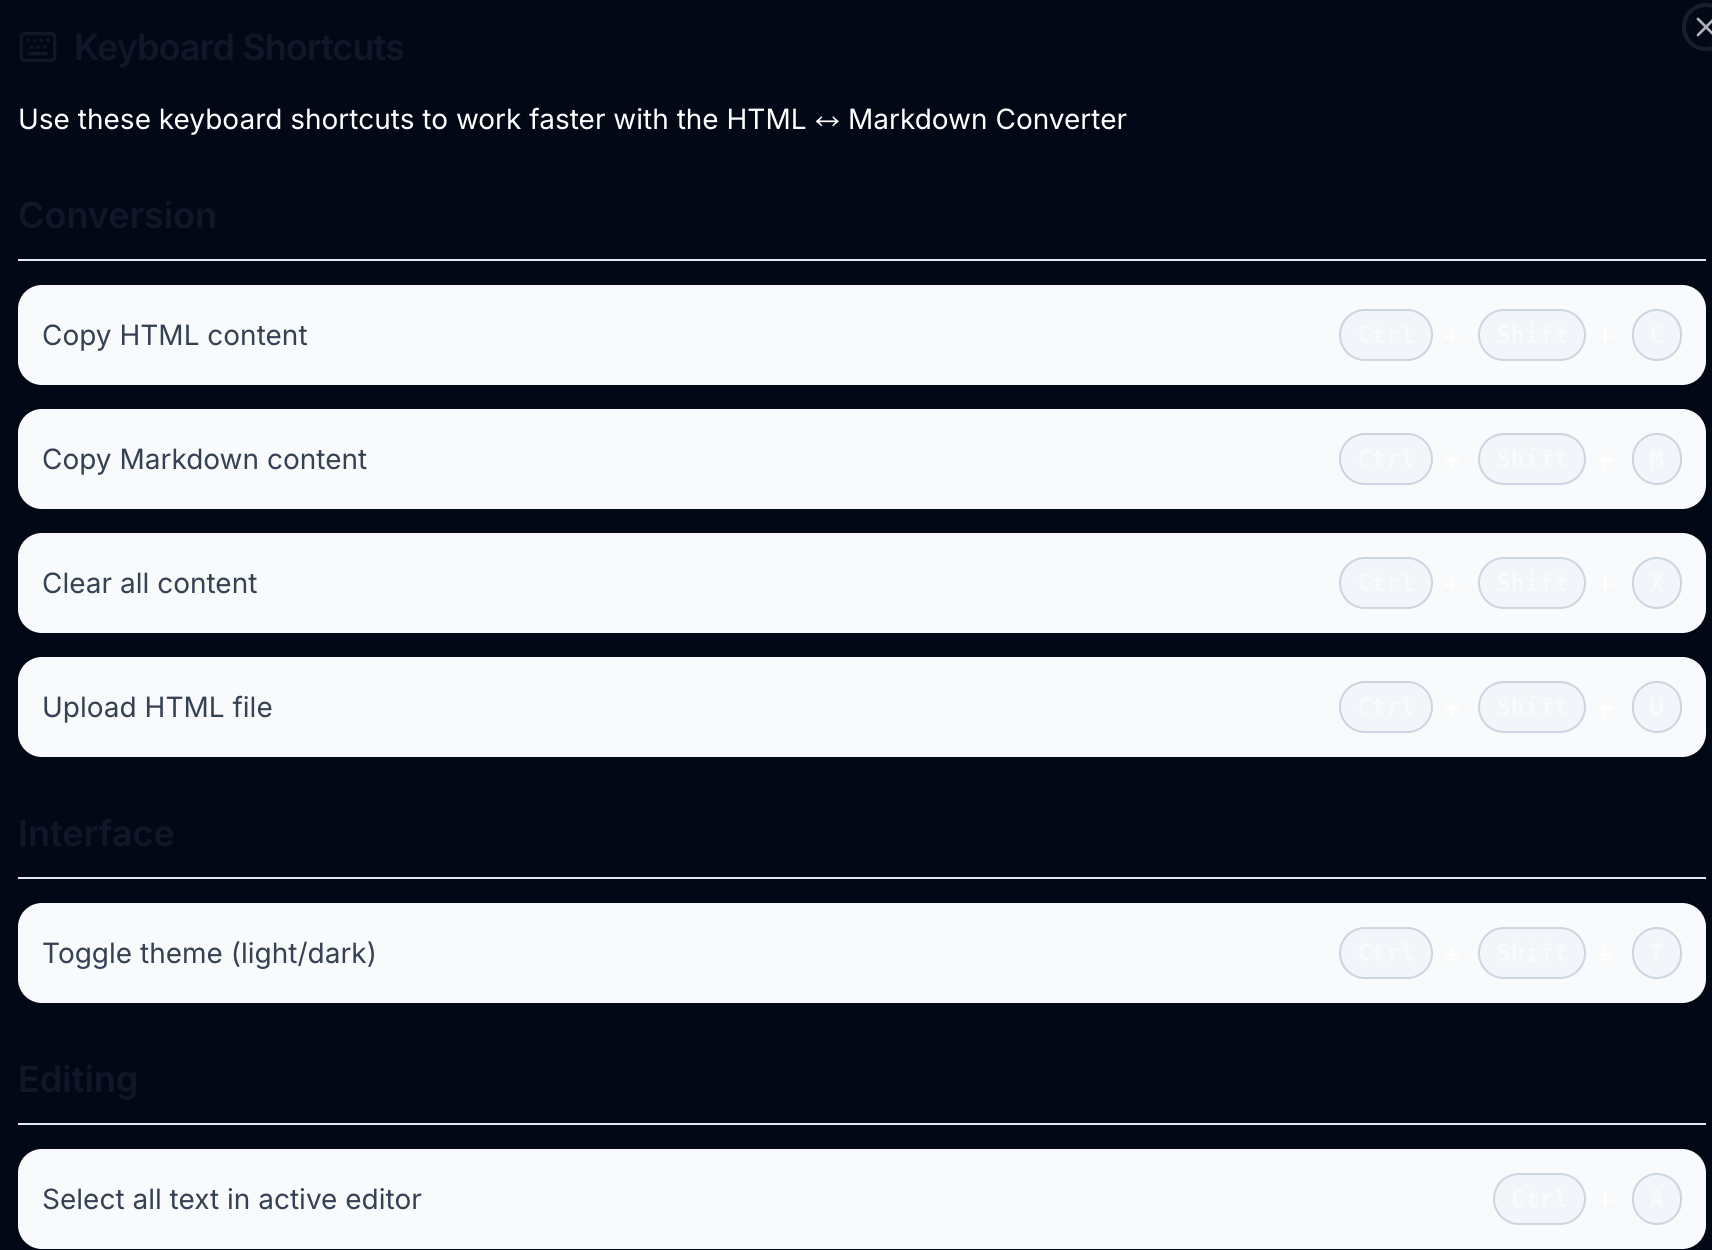 Keyboard Shortcuts
Use these keyboard shortcuts to work faster with the HTML ↔ Markdown Converter
Conversion
Copy HTML content Ctrl + Shift + C
Copy Markdown content Ctrl + Shift + M
Clear all content Ctrl + Shift + X
Upload HTML file Ctrl + Shift + U
Interface
Toggle theme (light/dark) Ctrl + Shift + T
Editing
Select all text in active editor Ctrl + A